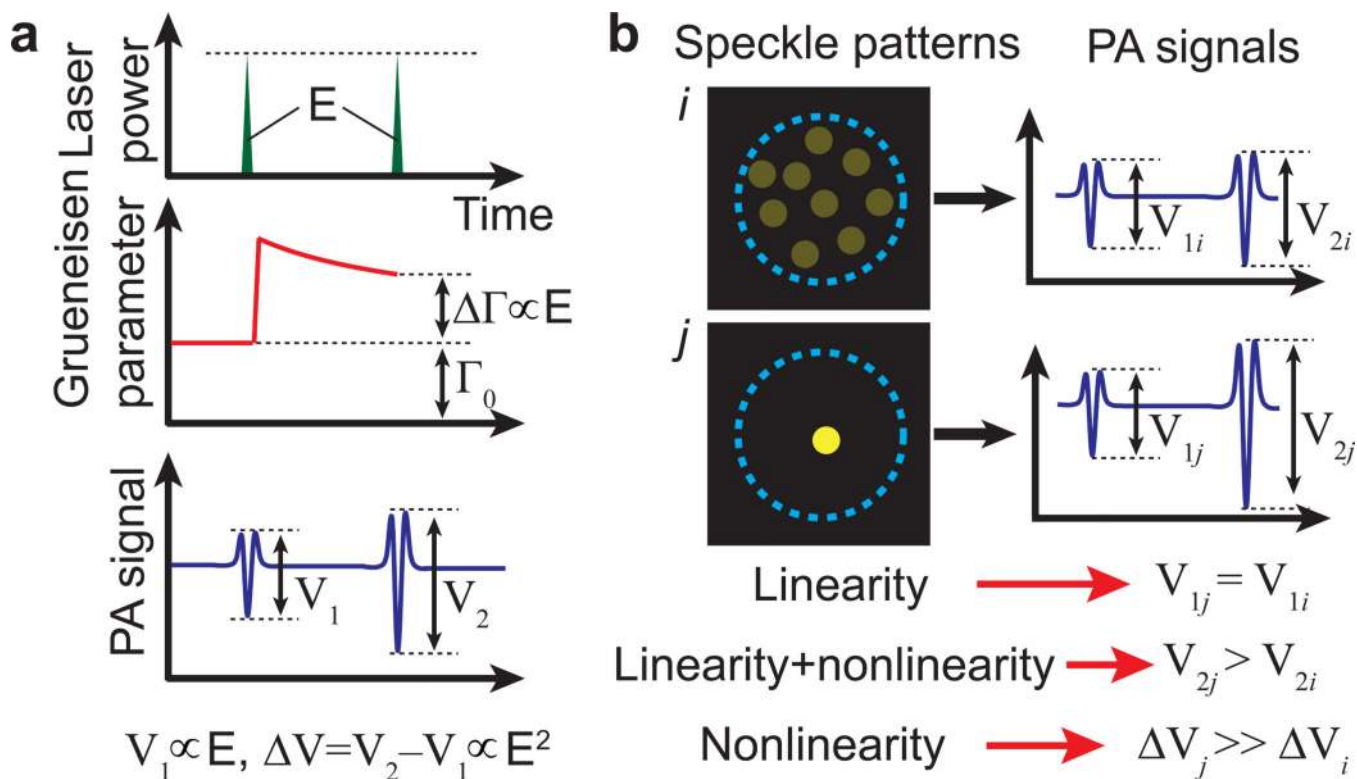 a
Laser power
E
Time
Grueneisen parameter
ΔΓ∝E
Γ₀
PA signal
V₁
V₂
V₁∝E, ΔV=V₂–V₁∝E²
b
Speckle patterns
PA signals
i
V₁ᵢ
V₂ᵢ
j
V₁ⱼ
V₂ⱼ
Linearity
V₁ⱼ = V₁ᵢ
Linearity+nonlinearity
V₂ⱼ > V₂ᵢ
Nonlinearity
ΔVⱼ >> ΔVᵢ